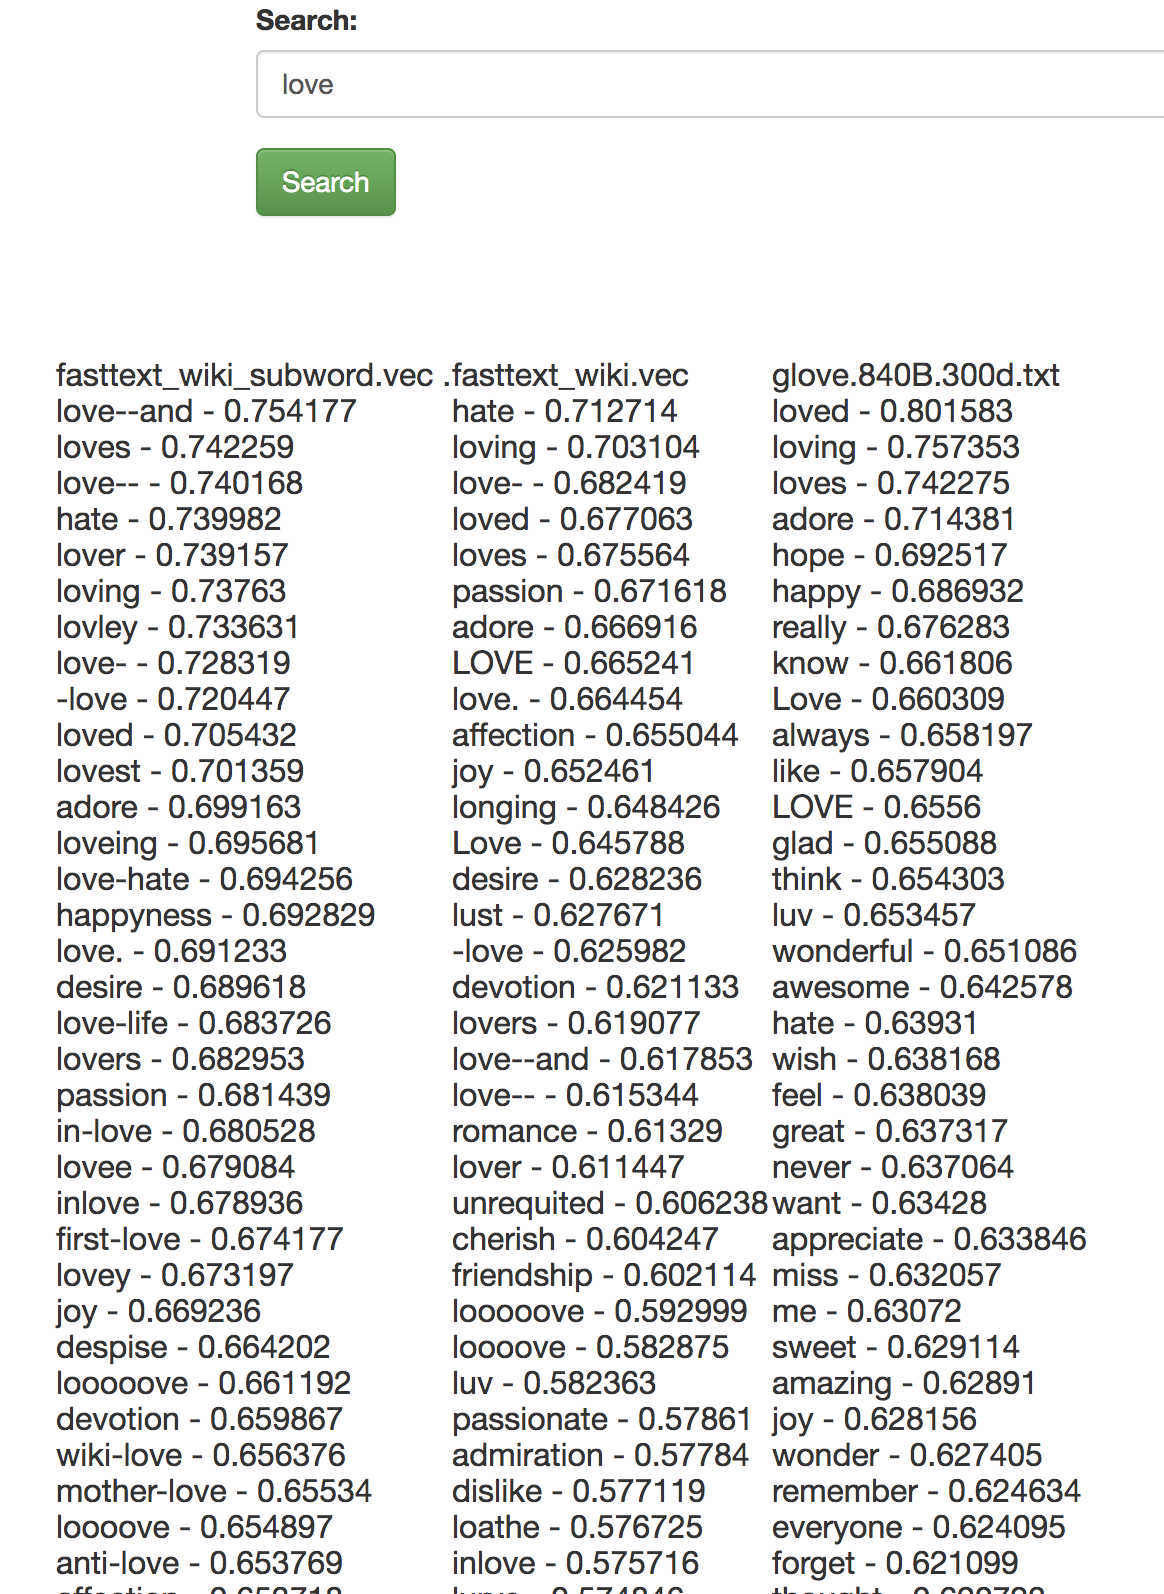 Search:
love
Search
fasttext_wiki_subword.vec .fasttext_wiki.vec glove.840B.300d.txt
love--and - 0.754177 hate - 0.712714 loved - 0.801583
loves - 0.742259 loving - 0.703104 loving - 0.757353
love-- - 0.740168 love- - 0.682419 loves - 0.742275
hate - 0.739982 loved - 0.677063 adore - 0.714381
lover - 0.739157 loves - 0.675564 hope - 0.692517
loving - 0.73763 passion - 0.671618 happy - 0.686932
lovley - 0.733631 adore - 0.666916 really - 0.676283
love- - 0.728319 LOVE - 0.665241 know - 0.661806
-love - 0.720447 love. - 0.664454 Love - 0.660309
loved - 0.705432 affection - 0.655044 always - 0.658197
lovest - 0.701359 joy - 0.652461 like - 0.657904
adore - 0.699163 longing - 0.648426 LOVE - 0.6556
loveing - 0.695681 Love - 0.645788 glad - 0.655088
love-hate - 0.694256 desire - 0.628236 think - 0.654303
happyness - 0.692829 lust - 0.627671 luv - 0.653457
love. - 0.691233 -love - 0.625982 wonderful - 0.651086
desire - 0.689618 devotion - 0.621133 awesome - 0.642578
love-life - 0.683726 lovers - 0.619077 hate - 0.63931
lovers - 0.682953 love--and - 0.617853 wish - 0.638168
passion - 0.681439 love-- - 0.615344 feel - 0.638039
in-love - 0.680528 romance - 0.61329 great - 0.637317
lovee - 0.679084 lover - 0.611447 never - 0.637064
inlove - 0.678936 unrequited - 0.606238 want - 0.63428
first-love - 0.674177 cherish - 0.604247 appreciate - 0.633846
lovey - 0.673197 friendship - 0.602114 miss - 0.632057
joy - 0.669236 looooove - 0.592999 me - 0.63072
despise - 0.664202 loooove - 0.582875 sweet - 0.629114
looooove - 0.661192 luv - 0.582363 amazing - 0.62891
devotion - 0.659867 passionate - 0.57861 joy - 0.628156
wiki-love - 0.656376 admiration - 0.57784 wonder - 0.627405
mother-love - 0.65534 dislike - 0.577119 remember - 0.624634
loooove - 0.654897 loathe - 0.576725 everyone - 0.624095
anti-love - 0.653769 inlove - 0.575716 forget - 0.621099